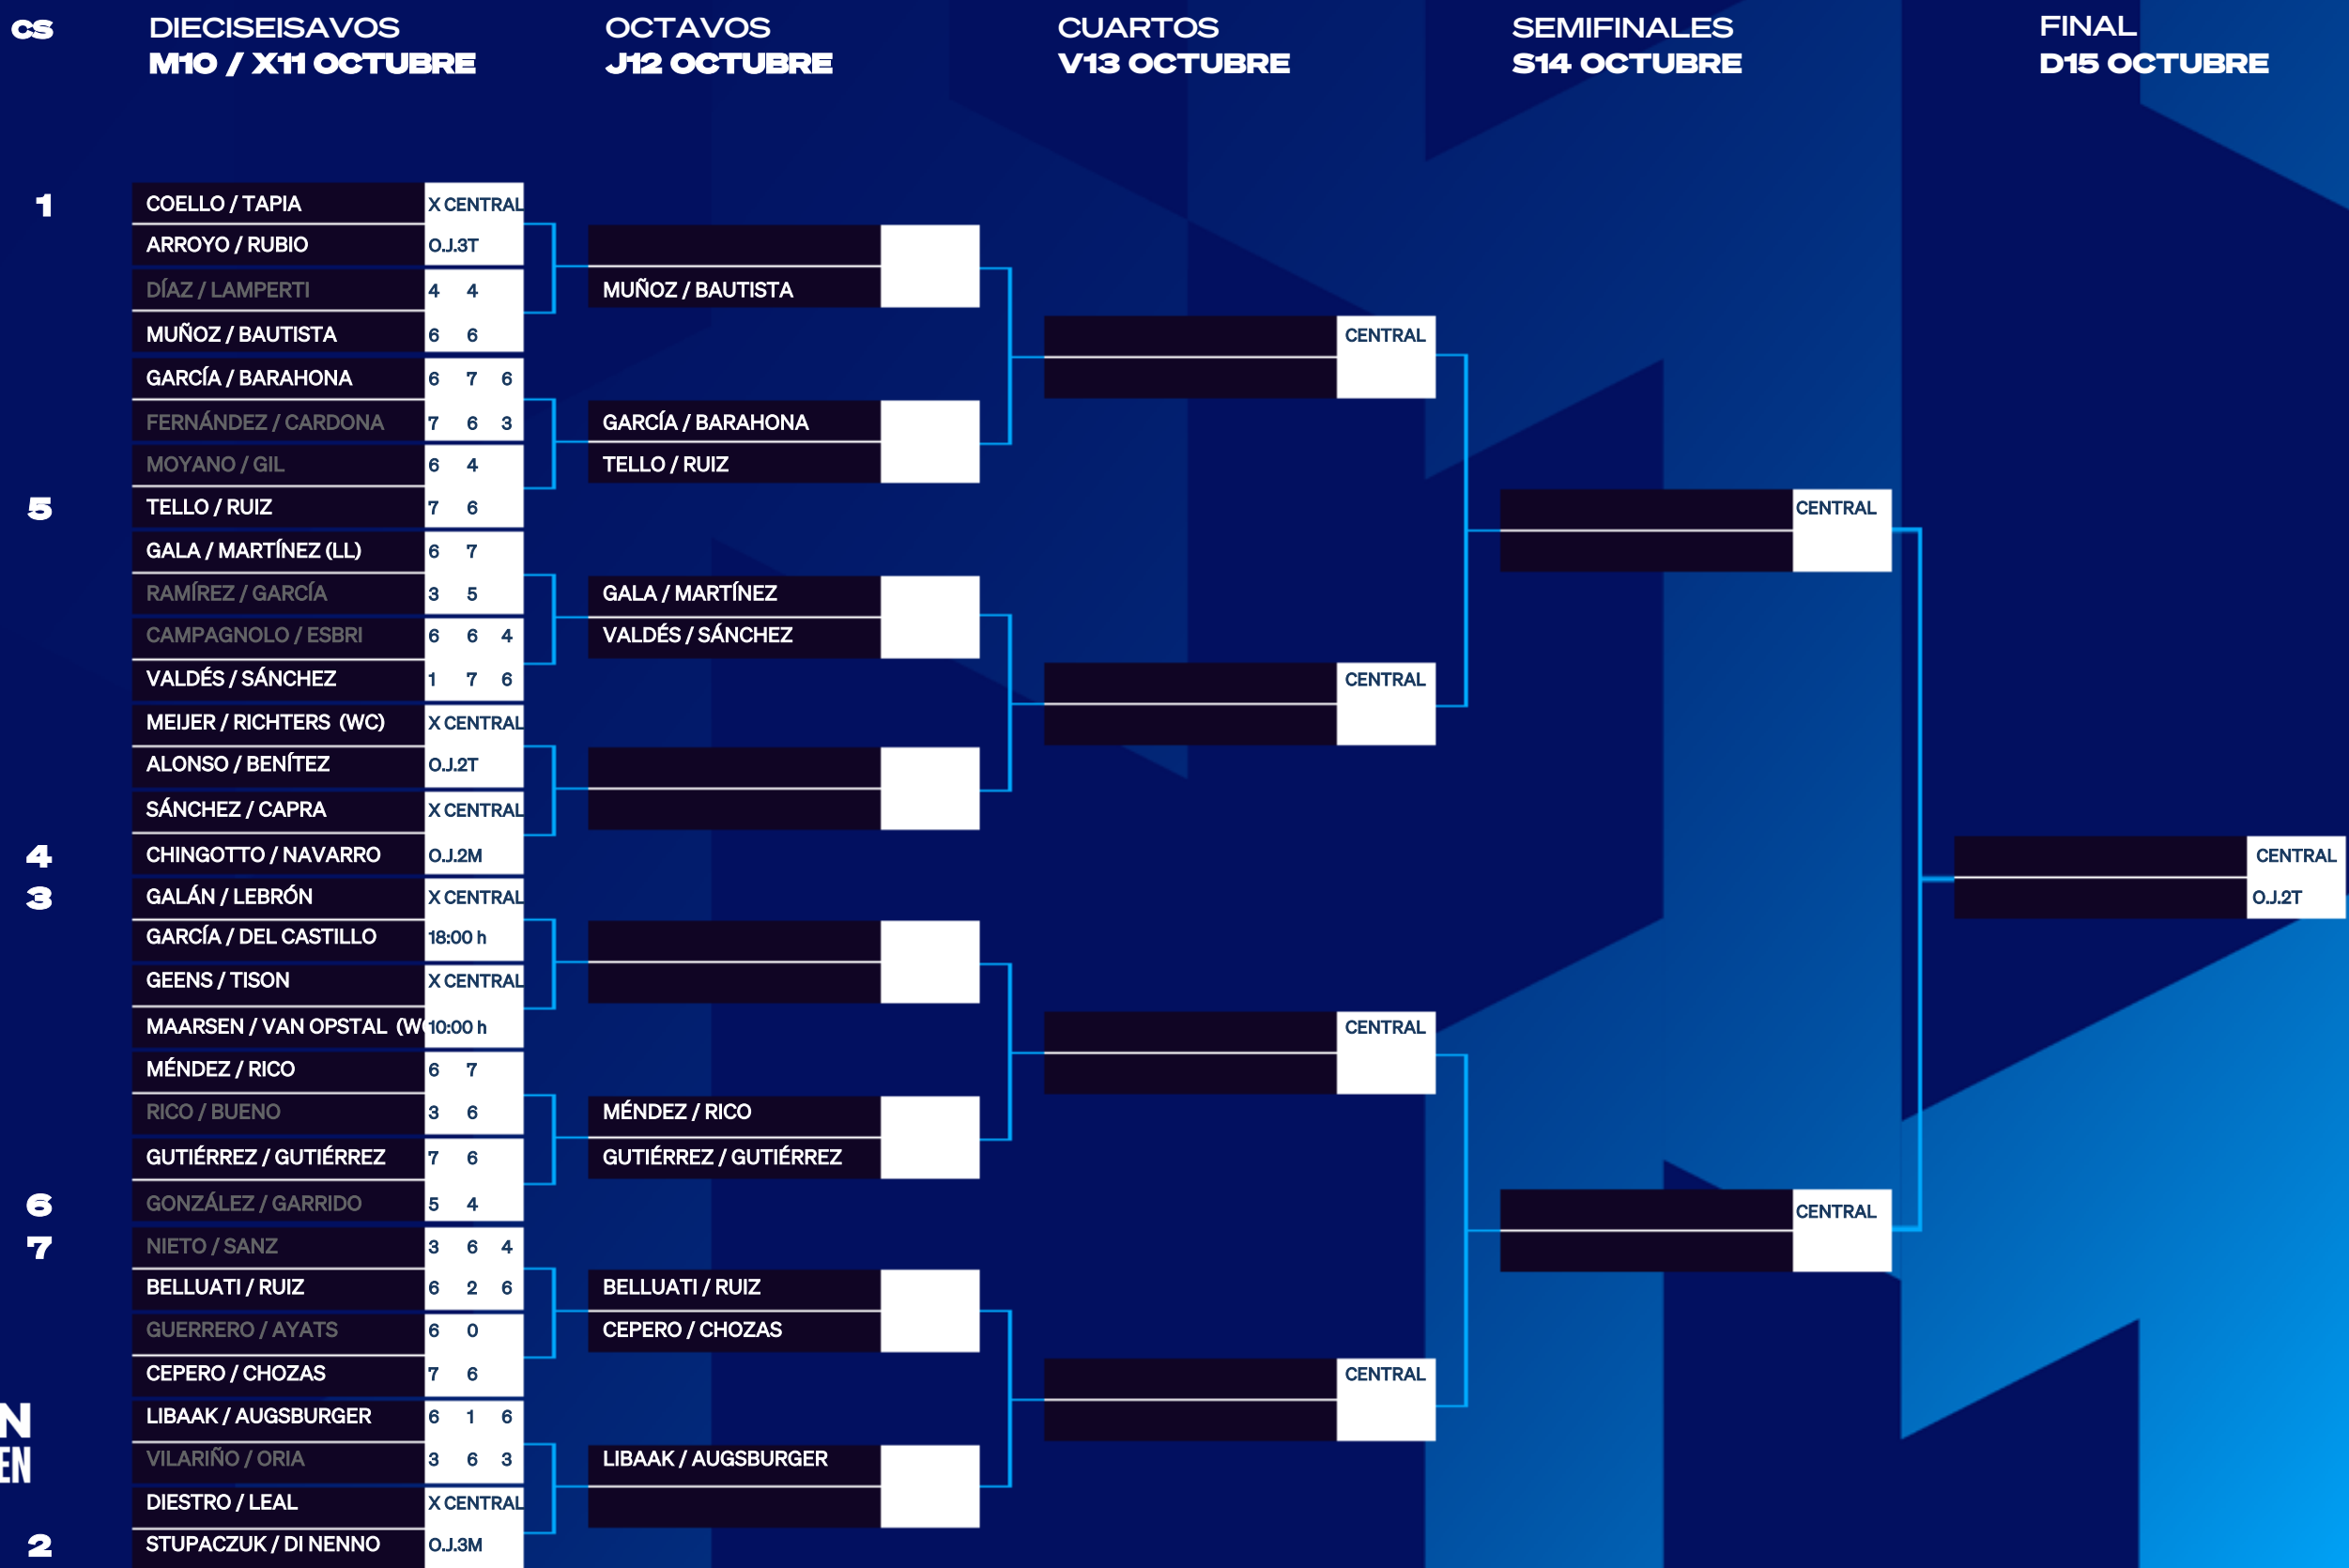 CS DIECISEISAVOS OCTAVOS CUARTOS SEMIFINALES FINAL
M10 / X11 OCTUBRE J12 OCTUBRE V13 OCTUBRE S14 OCTUBRE D15 OCTUBRE
1 COELLO / TAPIA X CENTRAL
ARROYO / RUBIO O.J.3T
DÍAZ / LAMPERTI 4 4 MUÑOZ / BAUTISTA
MUÑOZ / BAUTISTA 6 6 CENTRAL
GARCÍA / BARAHONA 6 7 6
FERNÁNDEZ / CARDONA 7 6 3 GARCÍA / BARAHONA
MOYANO / GIL 6 4 TELLO / RUIZ
5 TELLO / RUIZ 7 6 CENTRAL
GALA / MARTÍNEZ (LL) 6 7
RAMÍREZ / GARCÍA 3 5 GALA / MARTÍNEZ
CAMPAGNOLO / ESBRI 6 6 4 VALDÉS / SÁNCHEZ
VALDÉS / SÁNCHEZ 1 7 6 CENTRAL
MEIJER / RICHTERS (WC) X CENTRAL
ALONSO / BENÍTEZ O.J.2T
SÁNCHEZ / CAPRA X CENTRAL
4 CHINGOTTO / NAVARRO O.J.2M CENTRAL
3 GALÁN / LEBRÓN X CENTRAL O.J.2T
GARCÍA / DEL CASTILLO 18:00 h
GEENS / TISON X CENTRAL
MAARSEN / VAN OPSTAL 10:00 h CENTRAL
MÉNDEZ / RICO 6 7
RICO / BUENO 3 6 MÉNDEZ / RICO
GUTIÉRREZ / GUTIÉRREZ 7 6 GUTIÉRREZ / GUTIÉRREZ
6 GONZÁLEZ / GARRIDO 5 4 CENTRAL
7 NIETO / SANZ 3 6 4
BELLUATI / RUIZ 6 2 6 BELLUATI / RUIZ
GUERRERO / AYATS 6 0 CEPERO / CHOZAS
CEPERO / CHOZAS 7 6 CENTRAL
LIBAAK / AUGSBURGER 6 1 6
VILARIÑO / ORIA 3 6 3 LIBAAK / AUGSBURGER
DIESTRO / LEAL X CENTRAL
2 STUPACZUK / DI NENNO O.J.3M